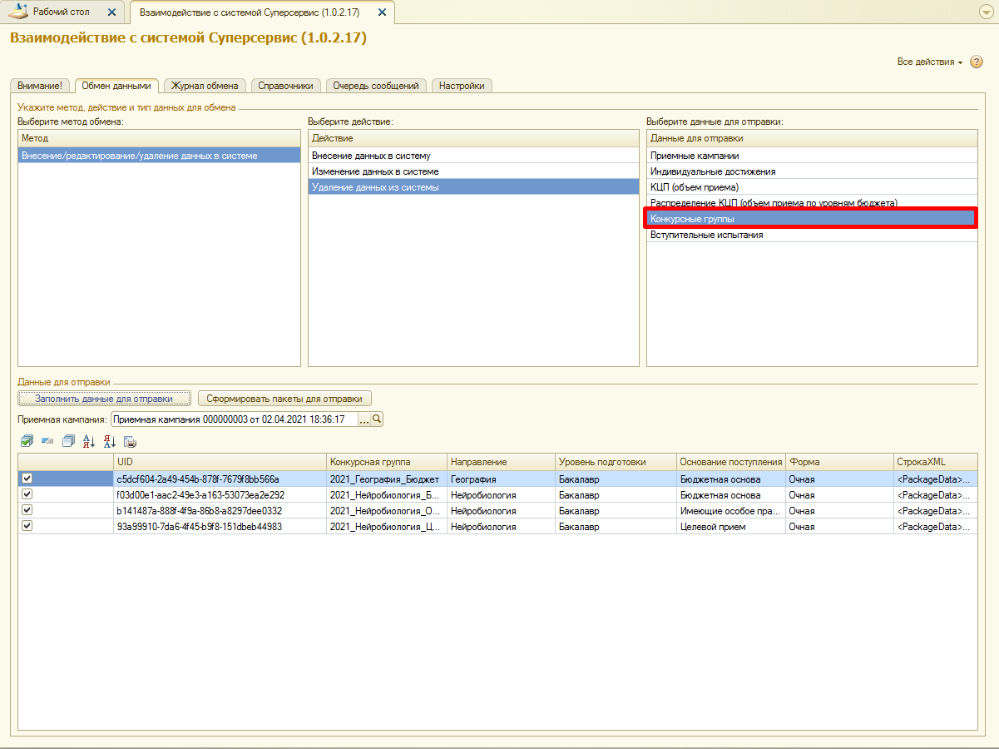 Рабочий стол
Взаимодействие с системой Суперсервис (1.0.2.17)
Взаимодействие с системой Суперсервис (1.0.2.17)
Все действия
?
Внимание! Обмен данными Журнал обмена Справочники Очередь сообщений Настройки
Укажите метод, действие и тип данных для обмена
Выберите метод обмена: Выберите действие: Выберите данные для отправки:
Метод Действие Данные для отправки
Внесение/редактирование/удаление данных в системе Внесение данных в систему Приемные кампании
Изменение данных в системе Индивидуальные достижения
Удаление данных из системы КЦП (объем приема)
Распределение КЦП (объем приема по уровням бюджета)
Конкурсные группы
Вступительные испытания
Данные для отправки
Заполнить данные для отправки Сформировать пакеты для отправки
Приемная кампания: Приемная кампания 000000003 от 02.04.2021 18:36:17 ...
UID Конкурсная группа Направление Уровень подготовки Основание поступления Форма СтрокаXML
c5dcf604-2a49-454b-878f-7679f8bb566a 2021_География_Бюджет География Бакалавр Бюджетная основа Очная <PackageData>...
f03d00e1-aac2-49e3-a163-53073ea2e292 2021_Нейробиология_Б... Нейробиология Бакалавр Бюджетная основа Очная <PackageData>...
b141487a-888f-4f9a-86b8-a8297dee0332 2021_Нейробиология_О... Нейробиология Бакалавр Имеющие особое пра... Очная <PackageData>...
93a99910-7da6-4f45-b9f8-151dbeb44983 2021_Нейробиология_Ц... Нейробиология Бакалавр Целевой прием Очная <PackageData>...